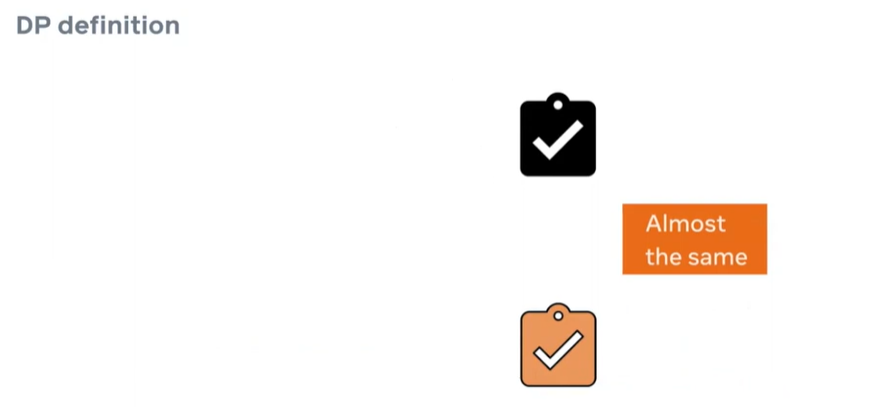 DP definition
Almost
the same